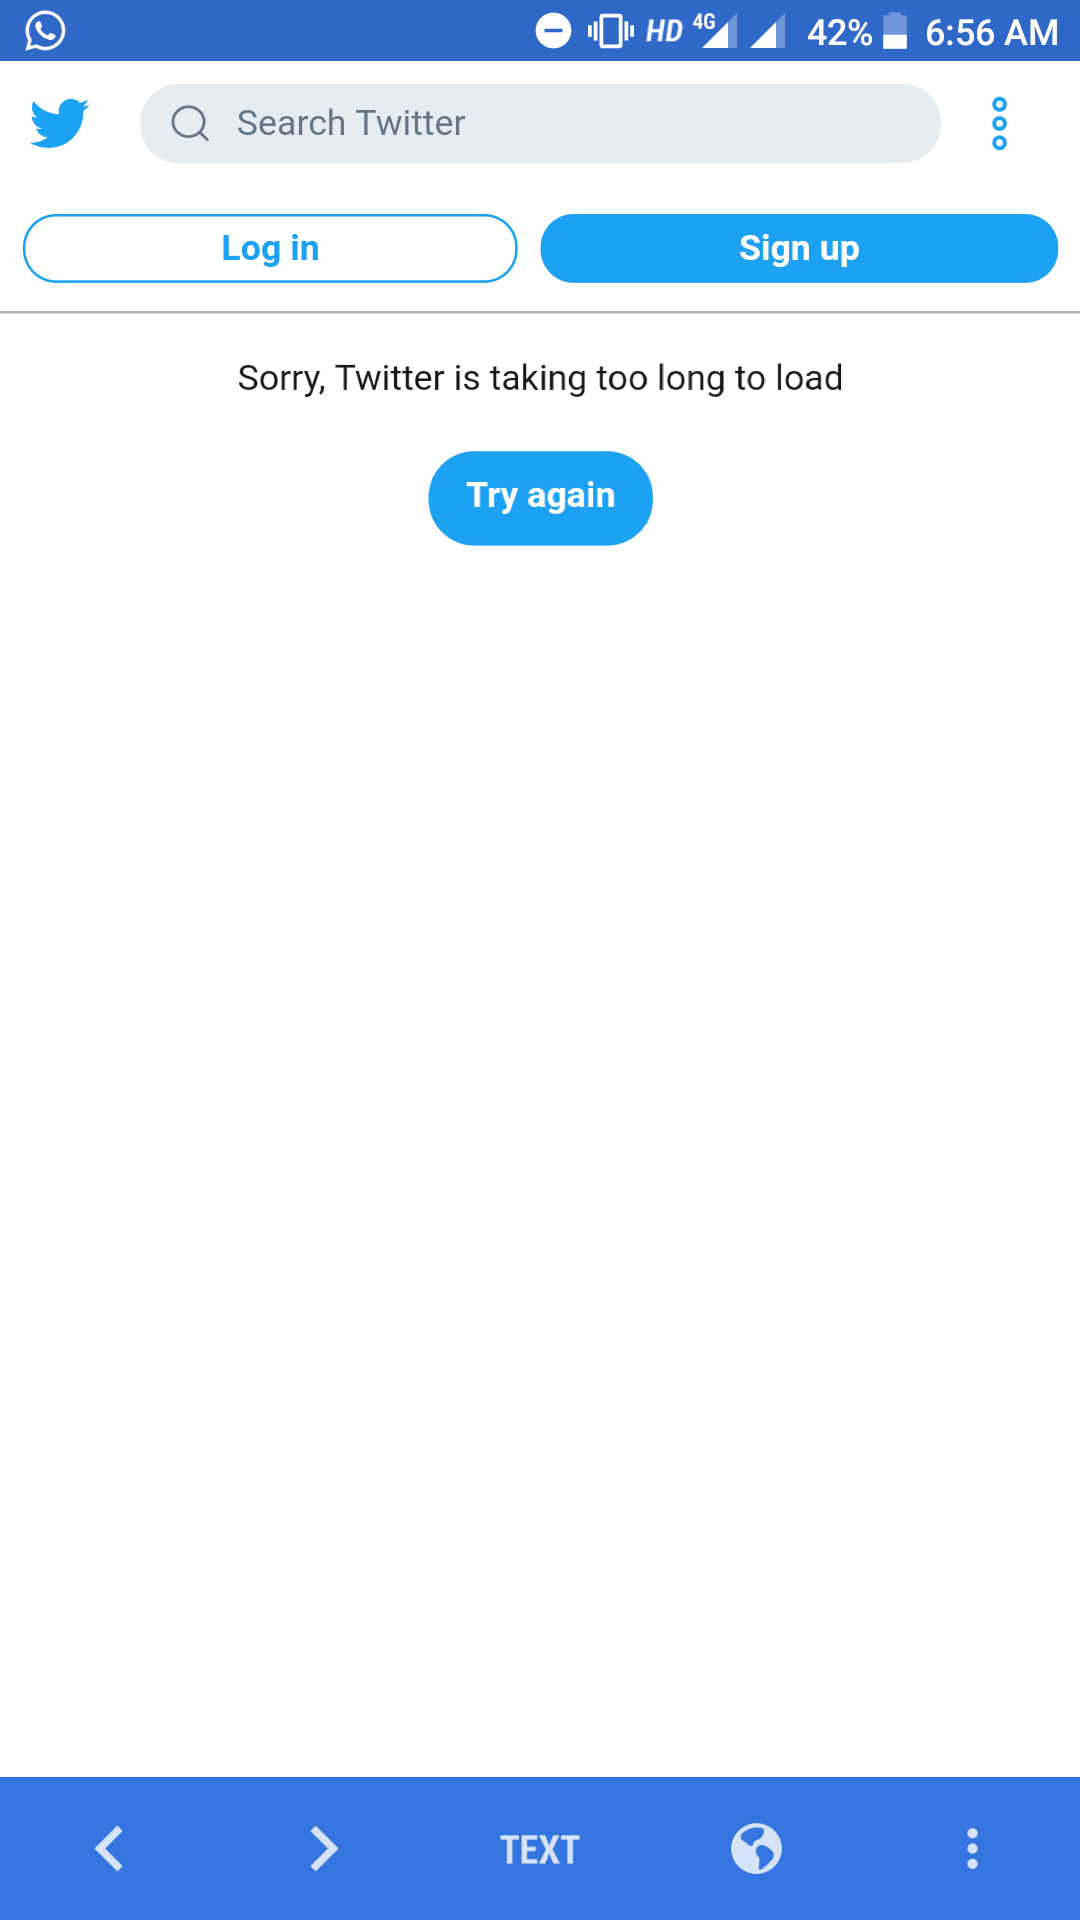 HD 4G 42% 6:56 AM
Search Twitter
Log in Sign up
Sorry, Twitter is taking too long to load
Try again
TEXT